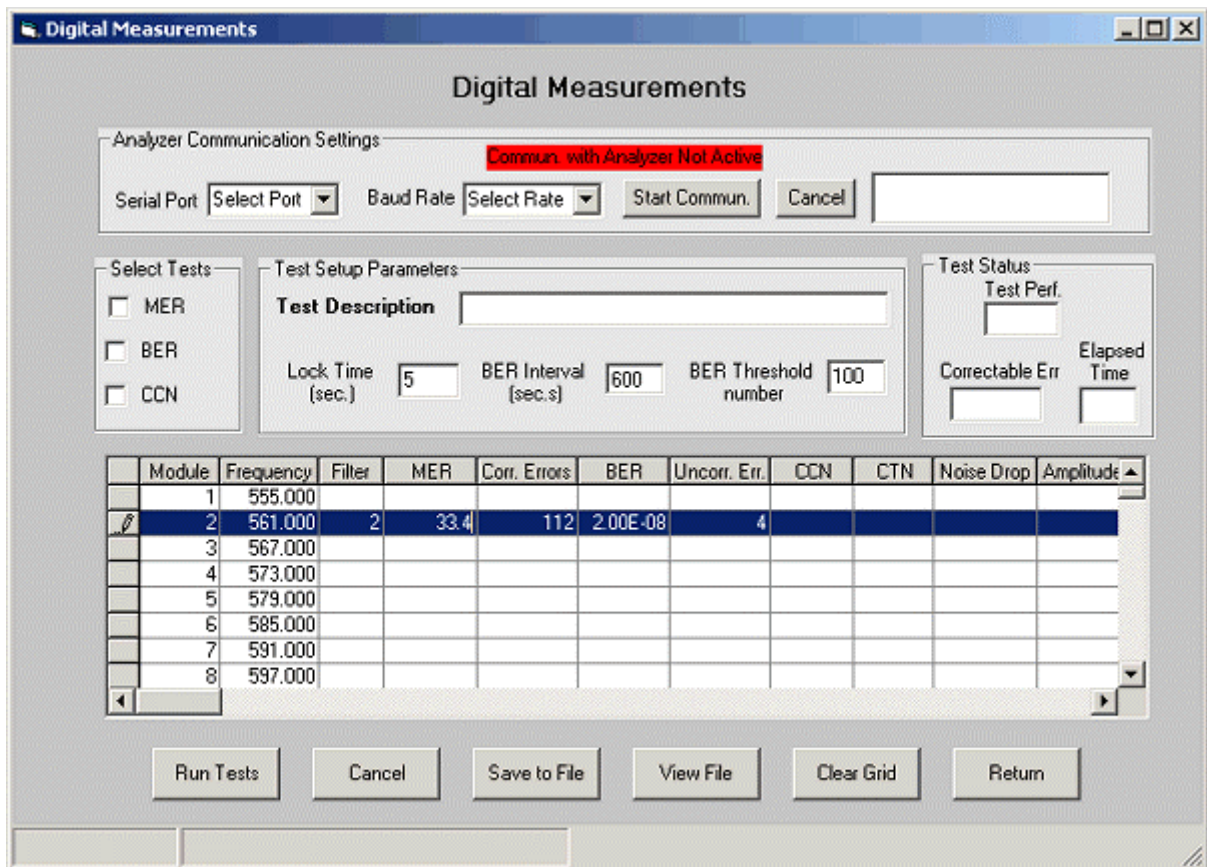 Digital Measurements
Digital Measurements
Analyzer Communication Settings
Commun. with Analyzer Not Active
Serial Port Select Port Baud Rate Select Rate Start Commun. Cancel
Select Tests
MER
BER
CCN
Test Setup Parameters
Test Description
Lock Time (sec.) 5 BER Interval (sec.s) 600 BER Threshold number 100
Test Status
Test Perf.
Correctable Err Elapsed Time
Module Frequency Filter MER Corr. Errors BER Uncorr. Err. CCN CTN Noise Drop Amplitude
1 555.000
2 561.000 2 33.4 112 2.00E-08 4
3 567.000
4 573.000
5 579.000
6 585.000
7 591.000
8 597.000
Run Tests Cancel Save to File View File Clear Grid Return